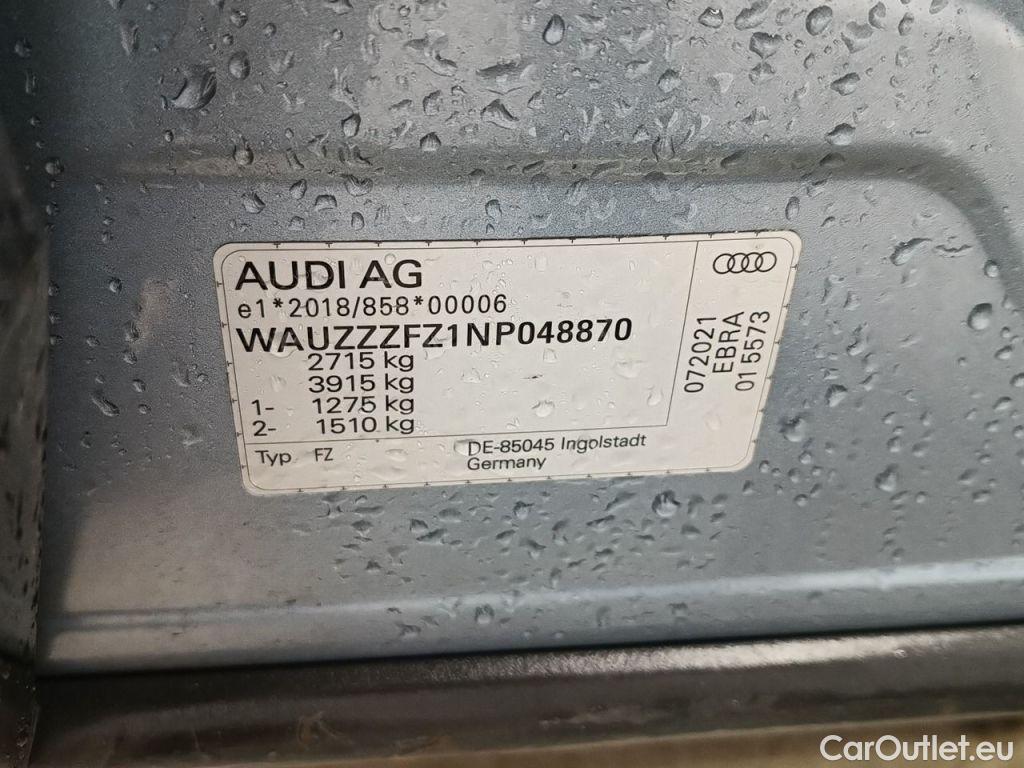 AUDI AG
e1*2018/858*00006
WAUZZZFZ1NP048870
2715 kg
3915 kg
1- 1275 kg
2- 1510 kg
Typ FZ
DE-85045 Ingolstadt
Germany
072021
EBRA
015573
CarOutlet.eu